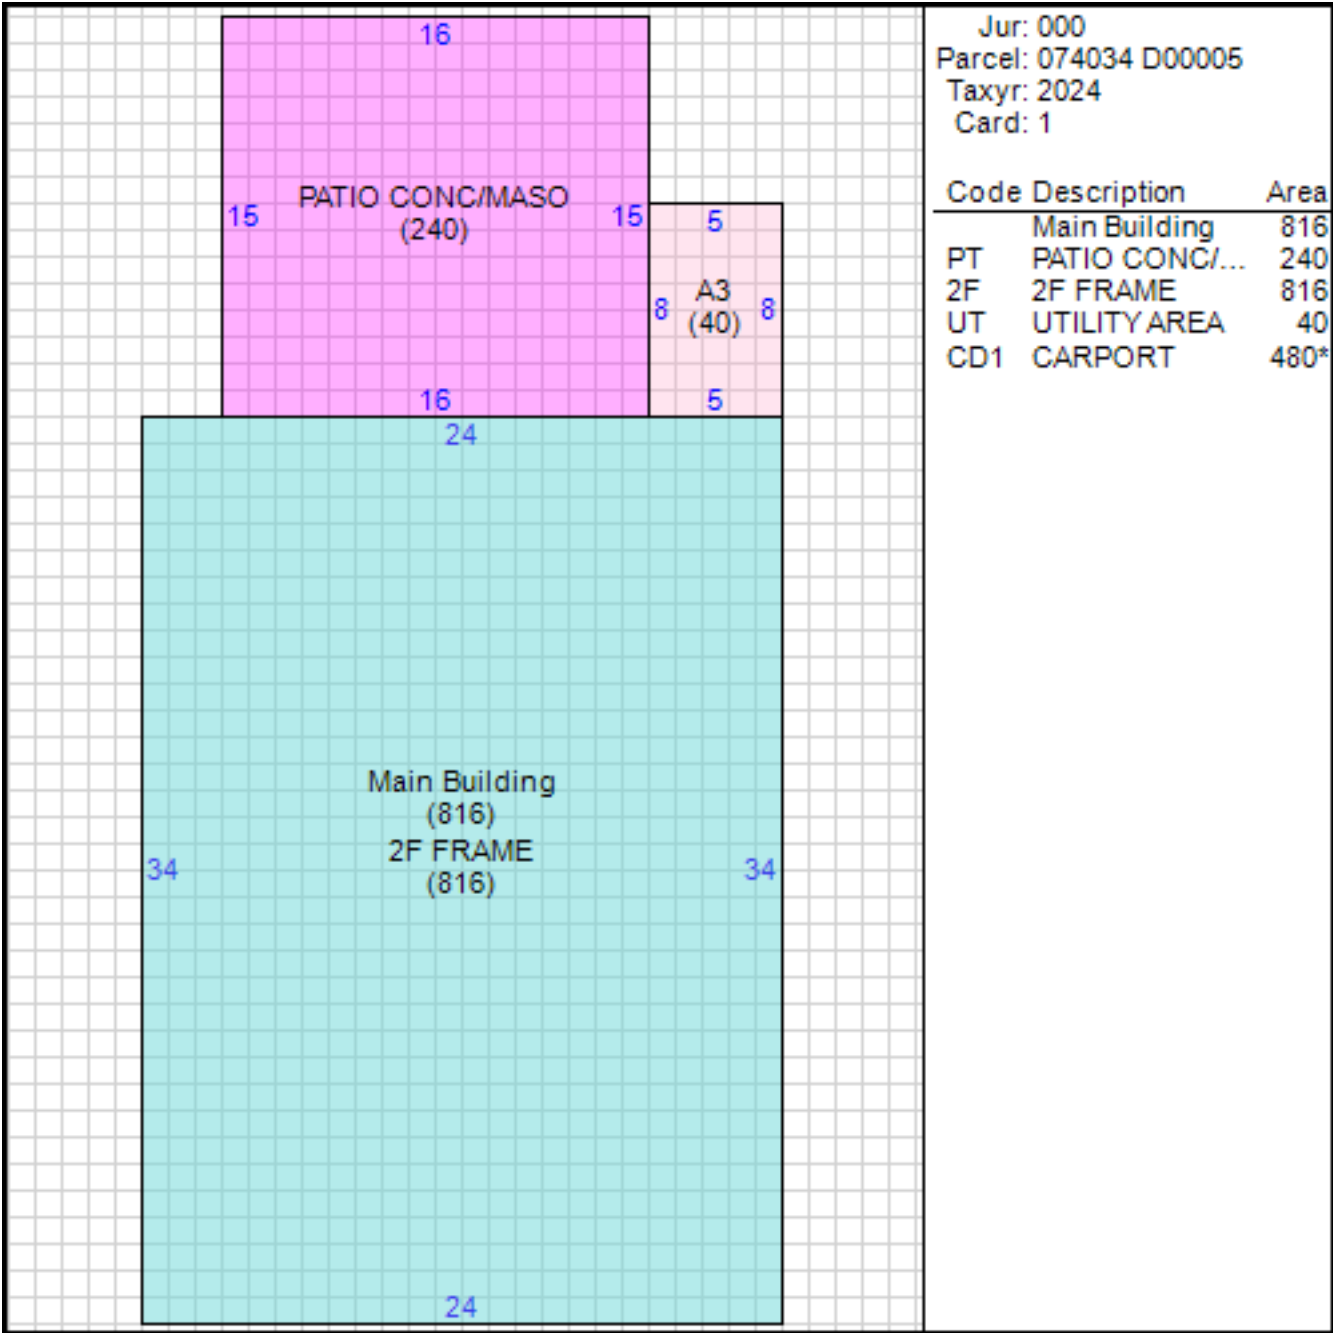 16
PATIO CONC/MASO
(240)
15
15
16
5
A3
(40)
8
8
5
24
Main Building
(816)
2F FRAME
(816)
34
34
24
Jur: 000
Parcel: 074034 D00005
Taxyr: 2024
Card: 1
Code Description Area
Main Building 816
PT PATIO CONC/... 240
2F 2F FRAME 816
UT UTILITY AREA 40
CD1 CARPORT 480*